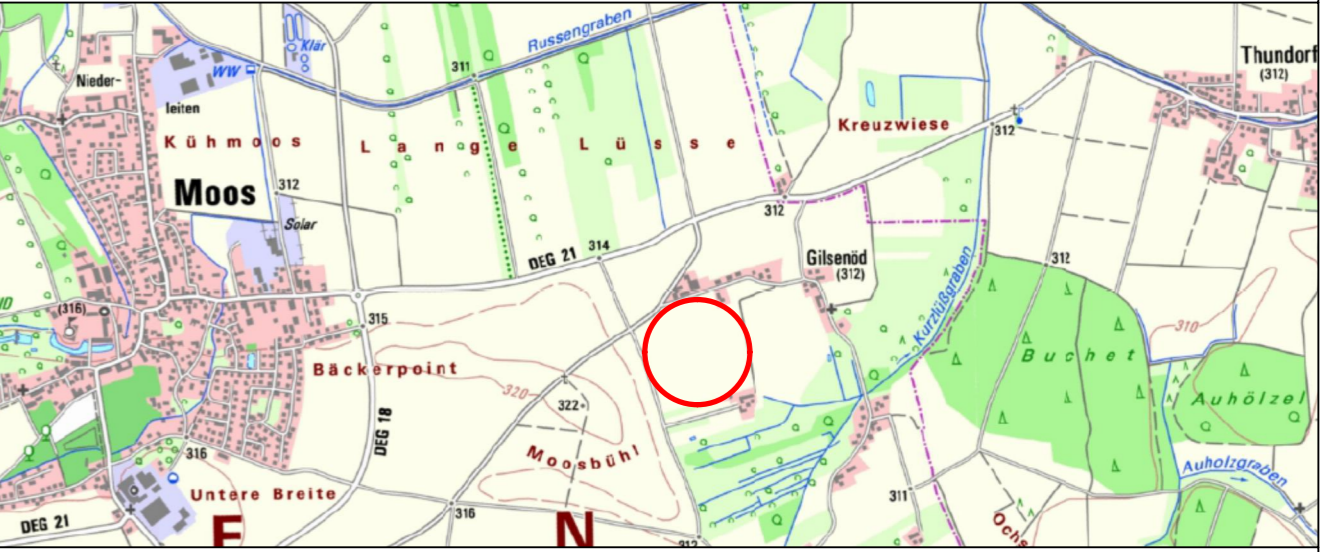 Klär
Russengraben
Thundorf
(312)
311
WW
Nieder-
leiten
Kühmoos
Lange Lüsse
Kreuzwiese
312
Moos
312
Solar
312
DEG 21
314
Gilsenöd
(312)
312
Kurzlüßgraben
(316)
315
310
Buchet
Bäckerpoint
320
322
Auhölzel
DEG 18
Moosbühl
316
Auholzgraben
Untere Breite
311
316
DEG 21
F
N
Ochs
312